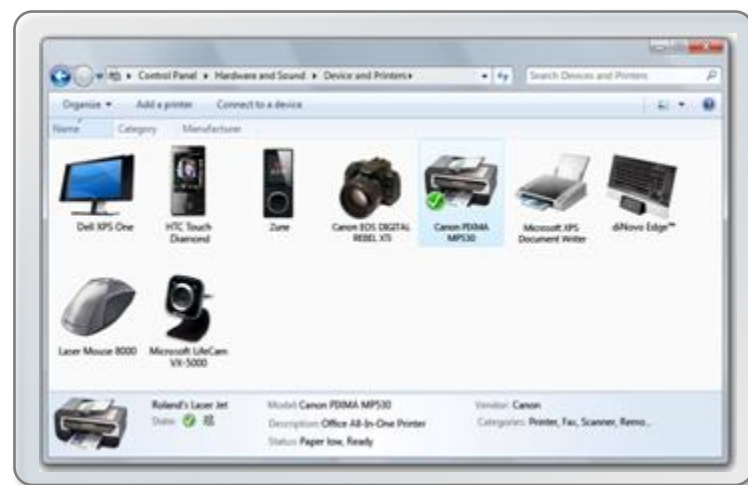 Control Panel ▸ Hardware and Sound ▸ Device and Printers ▸
Search Devices and Printers
Organize Add a printer Connect to a device
Name Category Manufacturer
Dell XPS One
HTC Touch
Diamond
Zune
Canon EOS DIGITAL
REBEL XTi
Canon PIXIMA
MP530
Microsoft XPS
Document Writer
diNovo Edge™
Laser Mouse 8000
Microsoft LifeCam
VX-5000
Roland's Laser Jet
State:
Model: Canon PIXIMA MP530
Description: Office All-In-One Printer
Status: Paper low, Ready
Vendor: Canon
Categories: Printer, Fax, Scanner, Remo...